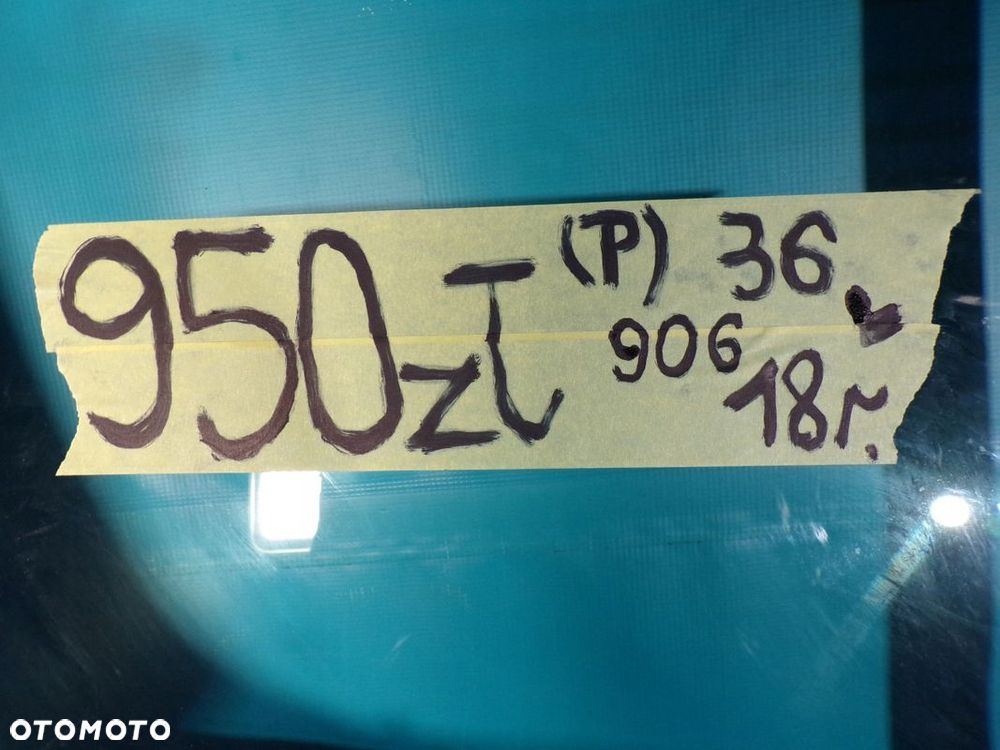 950zł (P) 36
906 18r.
OTOMOTO